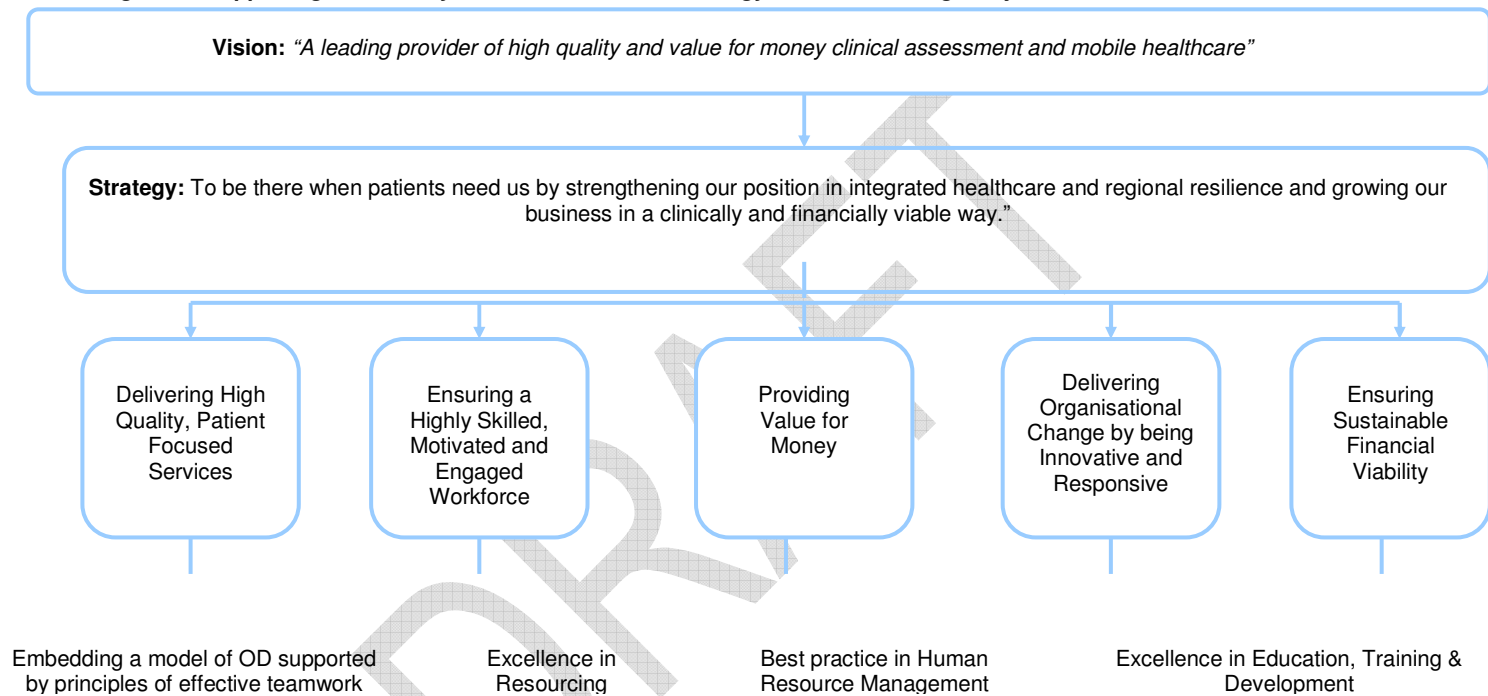 Vision: “A leading provider of high quality and value for money clinical assessment and mobile healthcare”
Strategy: To be there when patients need us by strengthening our position in integrated healthcare and regional resilience and growing our
business in a clinically and financially viable way.”
Delivering High
Quality, Patient
Focused
Services
Ensuring a
Highly Skilled,
Motivated and
Engaged
Workforce
Providing
Value for
Money
Delivering
Organisational
Change by being
Innovative and
Responsive
Ensuring
Sustainable
Financial
Viability
Embedding a model of OD supported
by principles of effective teamwork
Excellence in
Resourcing
Best practice in Human
Resource Management
Excellence in Education, Training &
Development
DRAFT